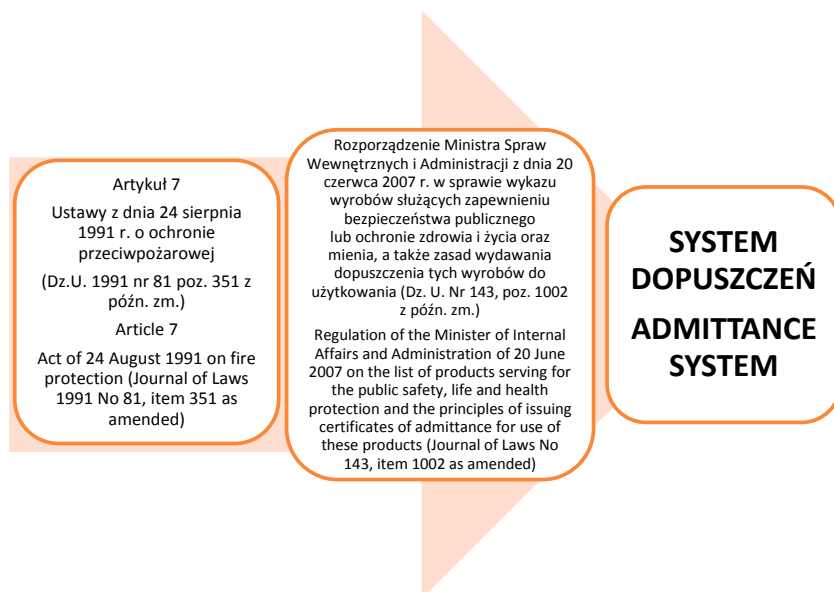 Artykuł 7
Ustawy z dnia 24 sierpnia
1991 r. o ochronie
przeciwpożarowej
(Dz.U. 1991 nr 81 poz. 351 z
późn. zm.)
Article 7
Act of 24 August 1991 on fire
protection (Journal of Laws
1991 No 81, item 351 as
amended)
Rozporządzenie Ministra Spraw
Wewnętrznych i Administracji z dnia 20
czerwca 2007 r. w sprawie wykazu
wyrobów służących zapewnieniu
bezpieczeństwa publicznego
lub ochronie zdrowia i życia oraz
mienia, a także zasad wydawania
dopuszczenia tych wyrobów do
użytkowania (Dz. U. Nr 143, poz. 1002
z późn. zm.)
Regulation of the Minister of Internal
Affairs and Administration of 20 June
2007 on the list of products serving for
the public safety, life and health
protection and the principles of issuing
certificates of admittance for use of
these products (Journal of Laws No
143, item 1002 as amended)
SYSTEM
DOPUSZCZEŃ
ADMITTANCE
SYSTEM